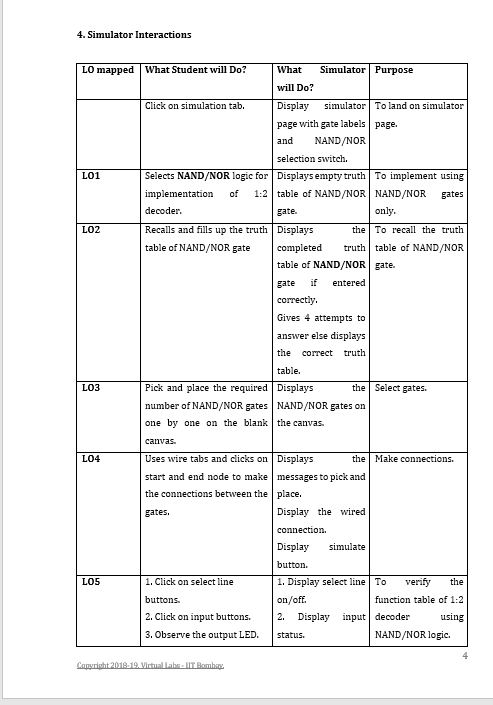 4. Simulator Interactions
LO mapped
What Student will Do?
What Simulator
will Do?
Purpose
Click on simulation tab.
Display simulator
page with gate labels
and NAND/NOR
selection switch.
To land on simulator
page.
LO1
Selects NAND/NOR logic for
implementation of 1:2
decoder.
Displays empty truth
table of NAND/NOR
gate.
To implement using
NAND/NOR gates
only.
LO2
Recalls and fills up the truth
table of NAND/NOR gate
Displays the
completed truth
table of NAND/NOR
gate if entered
correctly.
Gives 4 attempts to
answer else displays
the correct truth
table.
To recall the truth
table of NAND/NOR
gate.
LO3
Pick and place the required
number of NAND/NOR gates
one by one on the blank
canvas.
Displays the
NAND/NOR gates on
the canvas.
Select gates.
LO4
Uses wire tabs and clicks on
start and end node to make
the connections between the
gates.
Displays the
messages to pick and
place.
Display the wired
connection.
Display simulate
button.
Make connections.
LO5
1. Click on select line
buttons.
2. Click on input buttons.
3. Observe the output LED.
1. Display select line
on/off.
2. Display input
status.
To verify the
function table of 1:2
decoder using
NAND/NOR logic.
4
Copyright 2018-19. Virtual Labs - IIT Bombay.